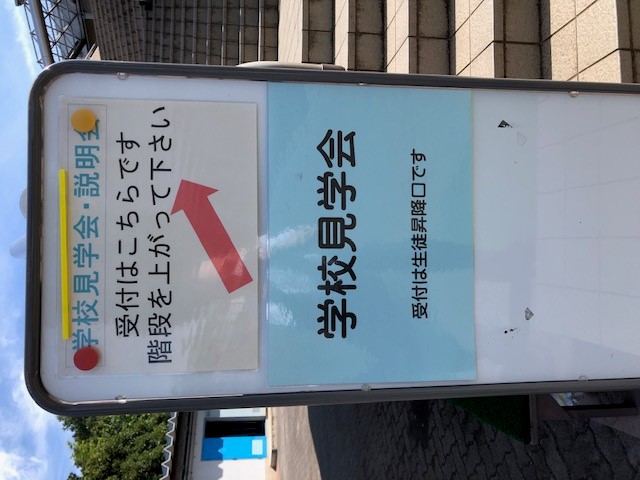 学校見学会・説明会
受付はこちらです
階段を上がって下さい
学校見学会
受付は生徒昇降口です